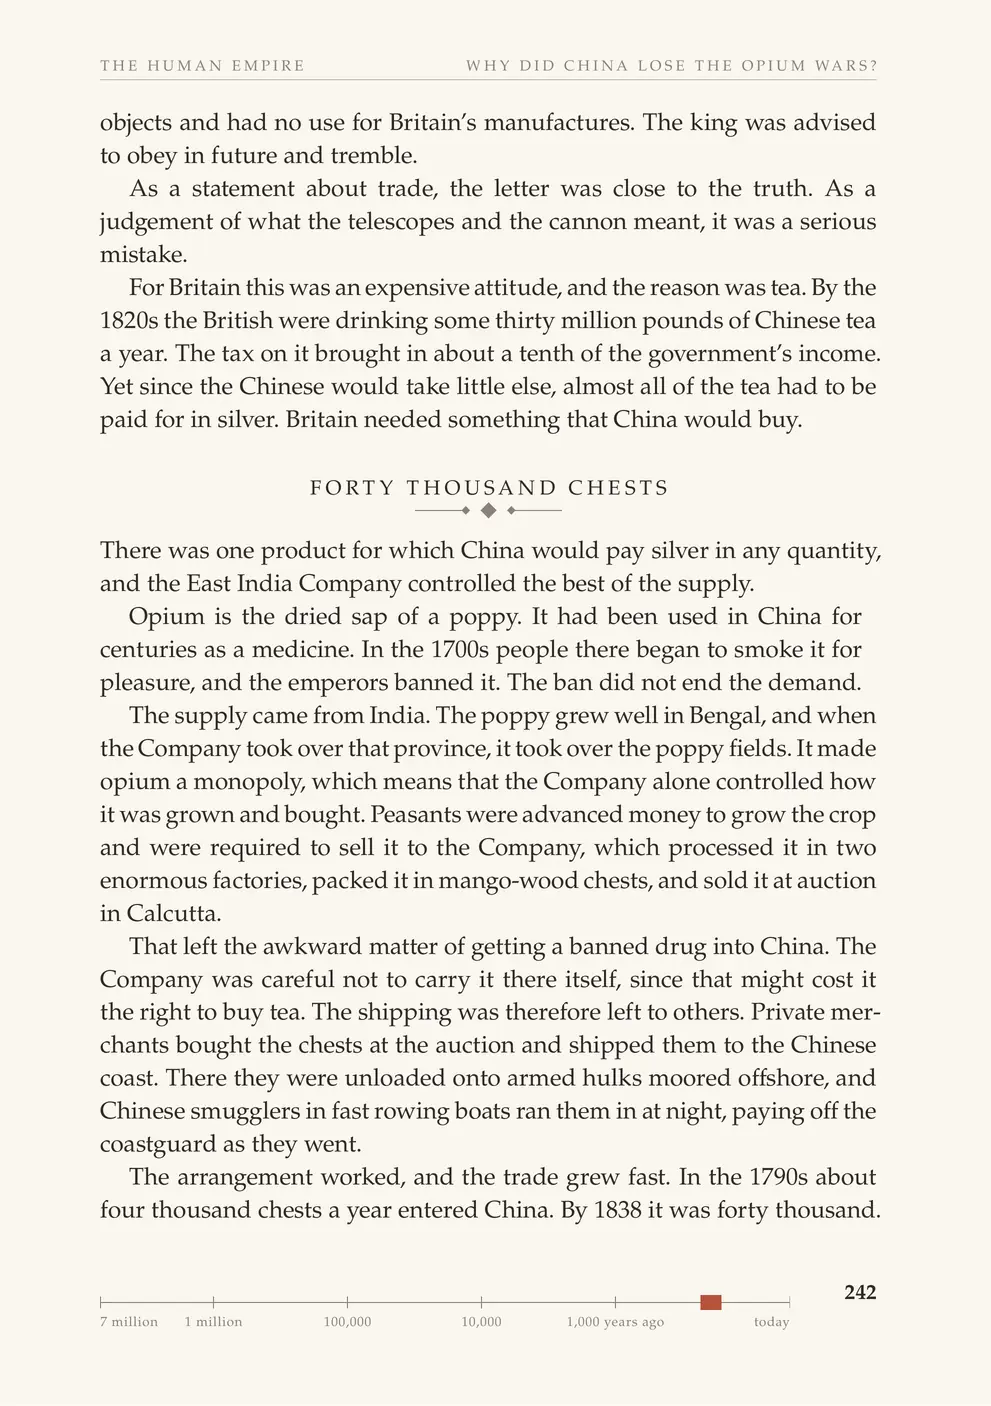 THE HUMAN EMPIRE
WHY DID CHINA LOSE THE OPIUM WARS?
objects and had no use for Britain’s manufactures. The king was advised
to obey in future and tremble.
As a statement about trade, the letter was close to the truth. As a
judgement of what the telescopes and the cannon meant, it was a serious
mistake.
For Britain this was an expensive attitude, and the reason was tea. By the
1820s the British were drinking some thirty million pounds of Chinese tea
a year. The tax on it brought in about a tenth of the government’s income.
Yet since the Chinese would take little else, almost all of the tea had to be
paid for in silver. Britain needed something that China would buy.
FORTY THOUSAND CHESTS
There was one product for which China would pay silver in any quantity,
and the East India Company controlled the best of the supply.
Opium is the dried sap of a poppy. It had been used in China for
centuries as a medicine. In the 1700s people there began to smoke it for
pleasure, and the emperors banned it. The ban did not end the demand.
The supply came from India. The poppy grew well in Bengal, and when
the Company took over that province, it took over the poppy fields. It made
opium a monopoly, which means that the Company alone controlled how
it was grown and bought. Peasants were advanced money to grow the crop
and were required to sell it to the Company, which processed it in two
enormous factories, packed it in mango-wood chests, and sold it at auction
in Calcutta.
That left the awkward matter of getting a banned drug into China. The
Company was careful not to carry it there itself, since that might cost it
the right to buy tea. The shipping was therefore left to others. Private mer-
chants bought the chests at the auction and shipped them to the Chinese
coast. There they were unloaded onto armed hulks moored offshore, and
Chinese smugglers in fast rowing boats ran them in at night, paying off the
coastguard as they went.
The arrangement worked, and the trade grew fast. In the 1790s about
four thousand chests a year entered China. By 1838 it was forty thousand.
242
7 million 1 million 100,000 10,000 1,000 years ago today